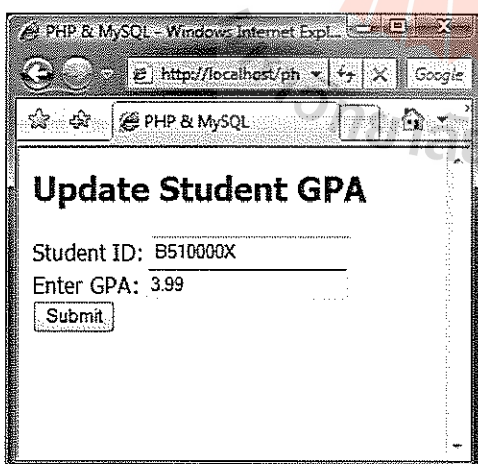 PHP & MySQL - Windows Internet Expl...
http://localhost/ph
Google
PHP & MySQL
Update Student GPA
Student ID: B510000X
Enter GPA: 3.99
Submit